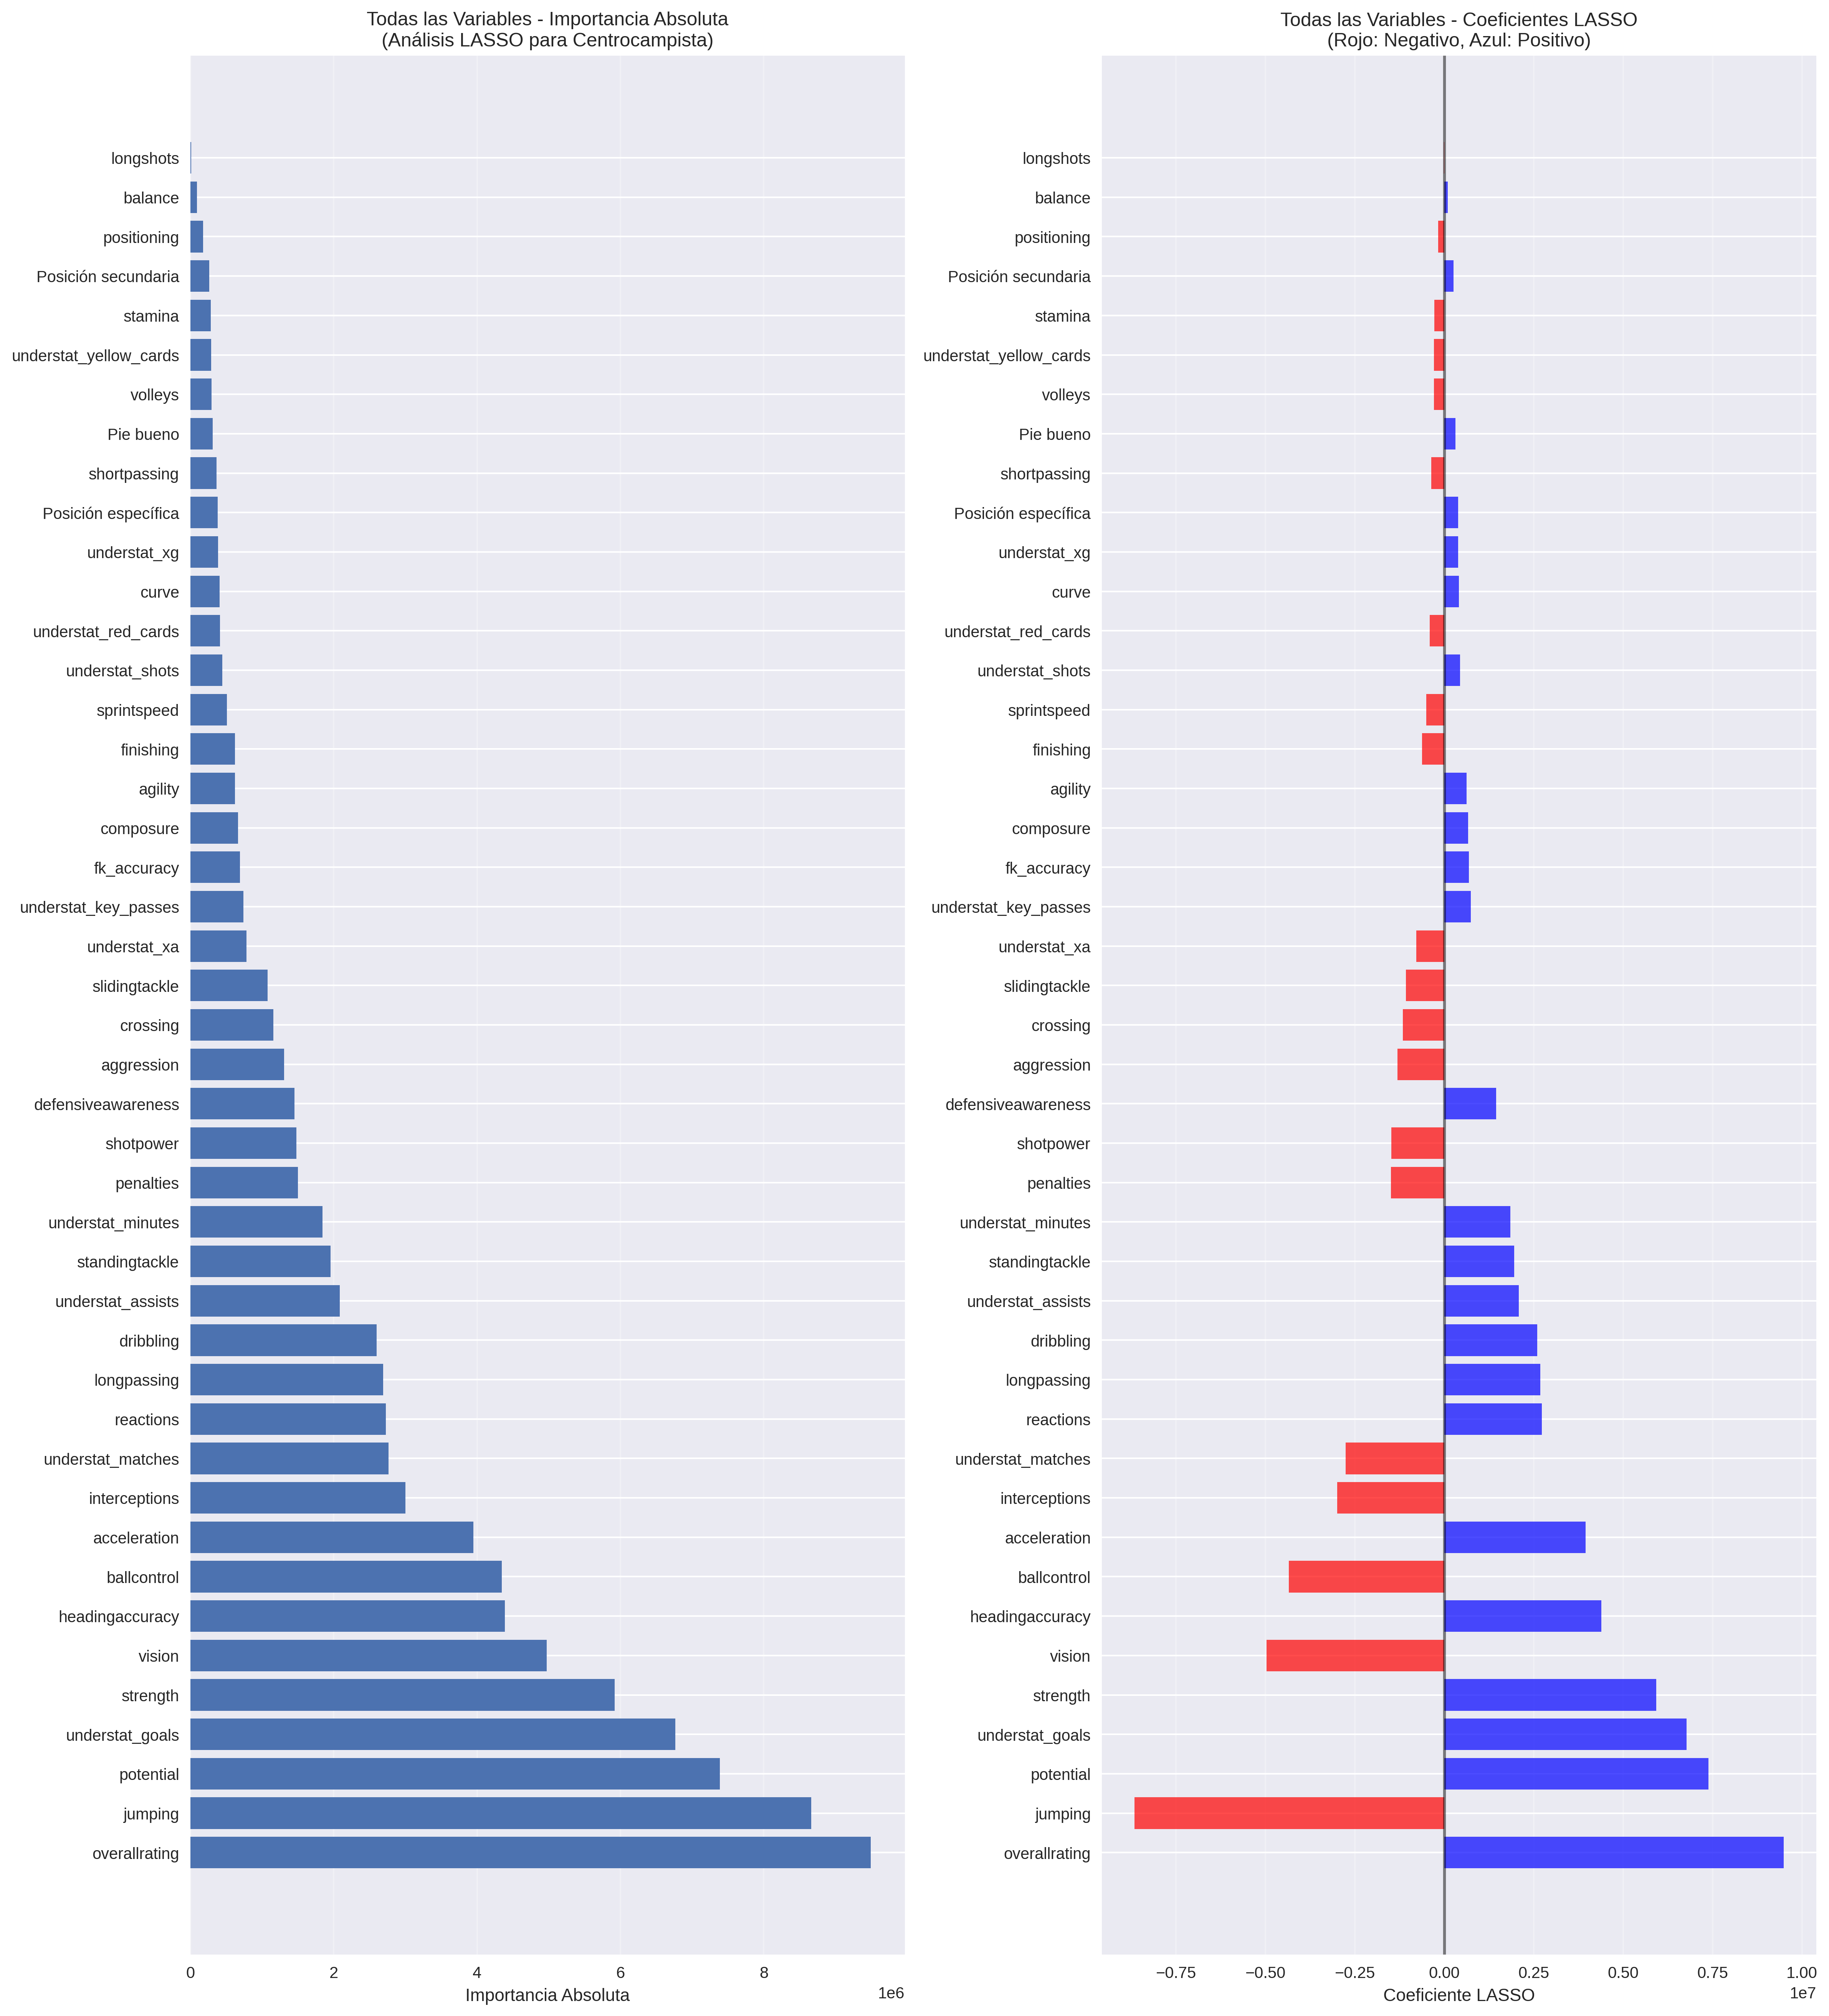 Todas las Variables - Importancia Absoluta
(Análisis LASSO para Centrocampista)
longshots
balance
positioning
Posición secundaria
stamina
understat_yellow_cards
volleys
Pie bueno
shortpassing
Posición específica
understat_xg
curve
understat_red_cards
understat_shots
sprintspeed
finishing
agility
composure
fk_accuracy
understat_key_passes
understat_xa
slidingtackle
crossing
aggression
defensiveawareness
shotpower
penalties
understat_minutes
standingtackle
understat_assists
dribbling
longpassing
reactions
understat_matches
interceptions
acceleration
ballcontrol
headingaccuracy
vision
strength
understat_goals
potential
jumping
overallrating
0 2 4 6 8
1e6
Importancia Absoluta
Todas las Variables - Coeficientes LASSO
(Rojo: Negativo, Azul: Positivo)
longshots
balance
positioning
Posición secundaria
stamina
understat_yellow_cards
volleys
Pie bueno
shortpassing
Posición específica
understat_xg
curve
understat_red_cards
understat_shots
sprintspeed
finishing
agility
composure
fk_accuracy
understat_key_passes
understat_xa
slidingtackle
crossing
aggression
defensiveawareness
shotpower
penalties
understat_minutes
standingtackle
understat_assists
dribbling
longpassing
reactions
understat_matches
interceptions
acceleration
ballcontrol
headingaccuracy
vision
strength
understat_goals
potential
jumping
overallrating
−0.75 −0.50 −0.25 0.00 0.25 0.50 0.75 1.00
1e7
Coeficiente LASSO